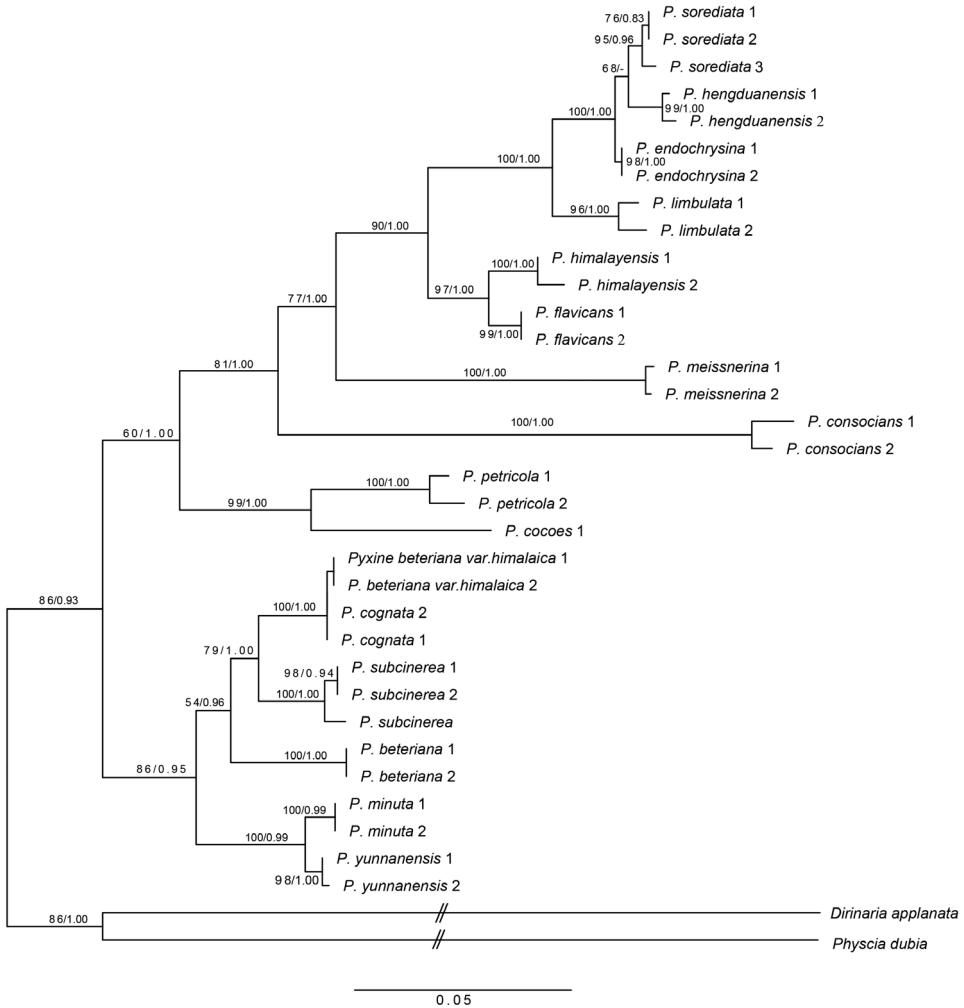 76/0.83
P. sorediata 1
95/0.96
P. sorediata 2
68/-
P. sorediata 3
P. hengduanensis 1
99/1.00
100/1.00
P. hengduanensis 2
P. endochrysina 1
100/1.00
98/1.00
P. endochrysina 2
P. limbulata 1
96/1.00
P. limbulata 2
90/1.00
P. himalayensis 1
100/1.00
P. himalayensis 2
97/1.00
77/1.00
P. flavicans 1
99/1.00
P. flavicans 2
81/1.00
P. meissnerina 1
100/1.00
P. meissnerina 2
P. consocians 1
100/1.00
60/1.00
P. consocians 2
P. petricola 1
100/1.00
99/1.00
P. petricola 2
P. cocoes 1
Pyxine beteriana var.himalaica 1
P. beteriana var.himalaica 2
86/0.93
100/1.00
P. cognata 2
P. cognata 1
79/1.00
P. subcinerea 1
98/0.94
100/1.00
P. subcinerea 2
54/0.96
P. subcinerea
P. beteriana 1
100/1.00
86/0.95
P. beteriana 2
P. minuta 1
100/0.99
P. minuta 2
100/0.99
P. yunnanensis 1
98/1.00
P. yunnanensis 2
86/1.00
Dirinaria applanata
Physcia dubia
0.05